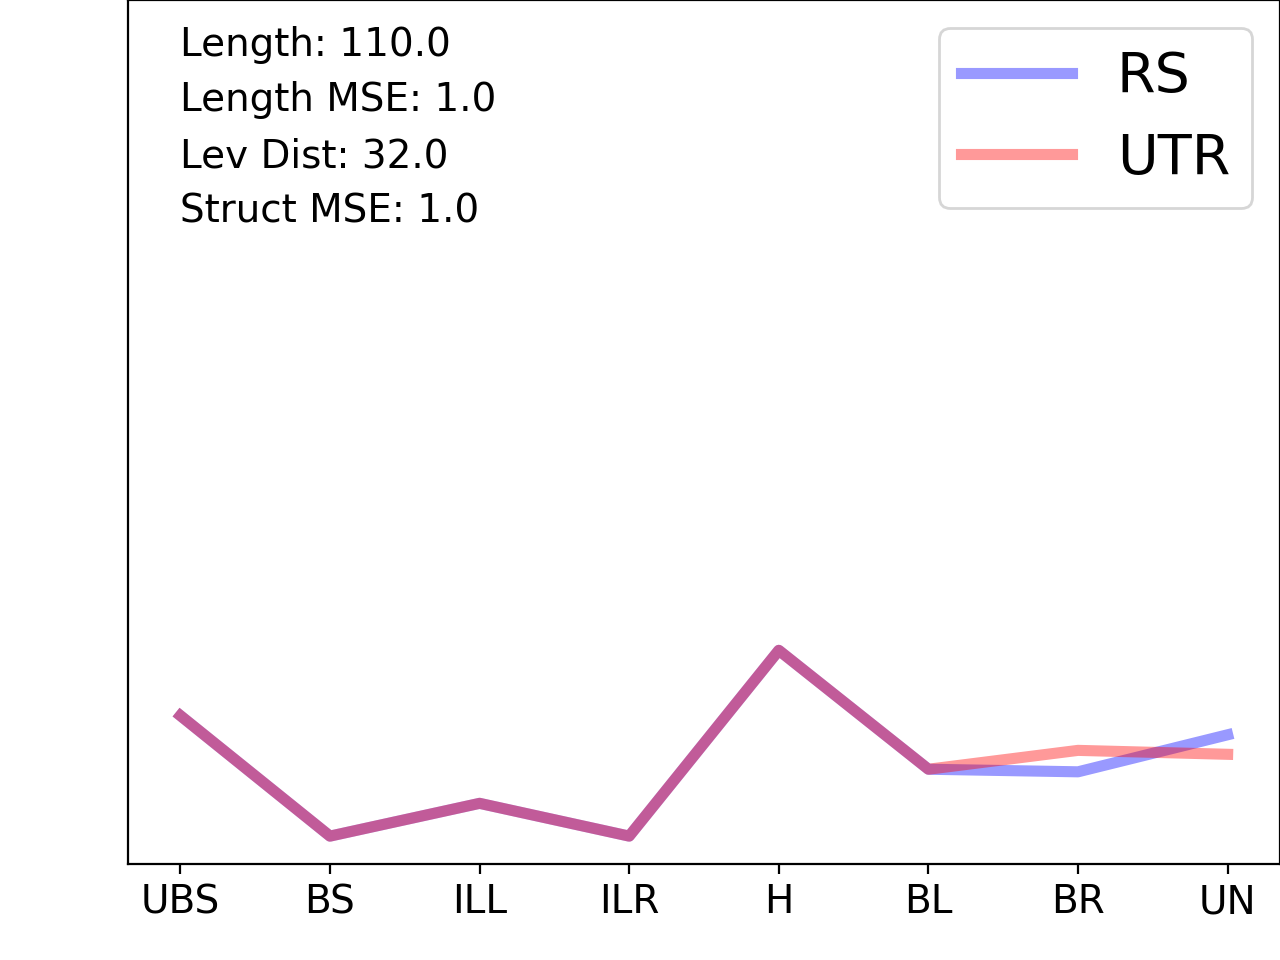 Length: 110.0
Length MSE: 1.0
Lev Dist: 32.0
Struct MSE: 1.0
RS
UTR
UBS BS ILL ILR H BL BR UN